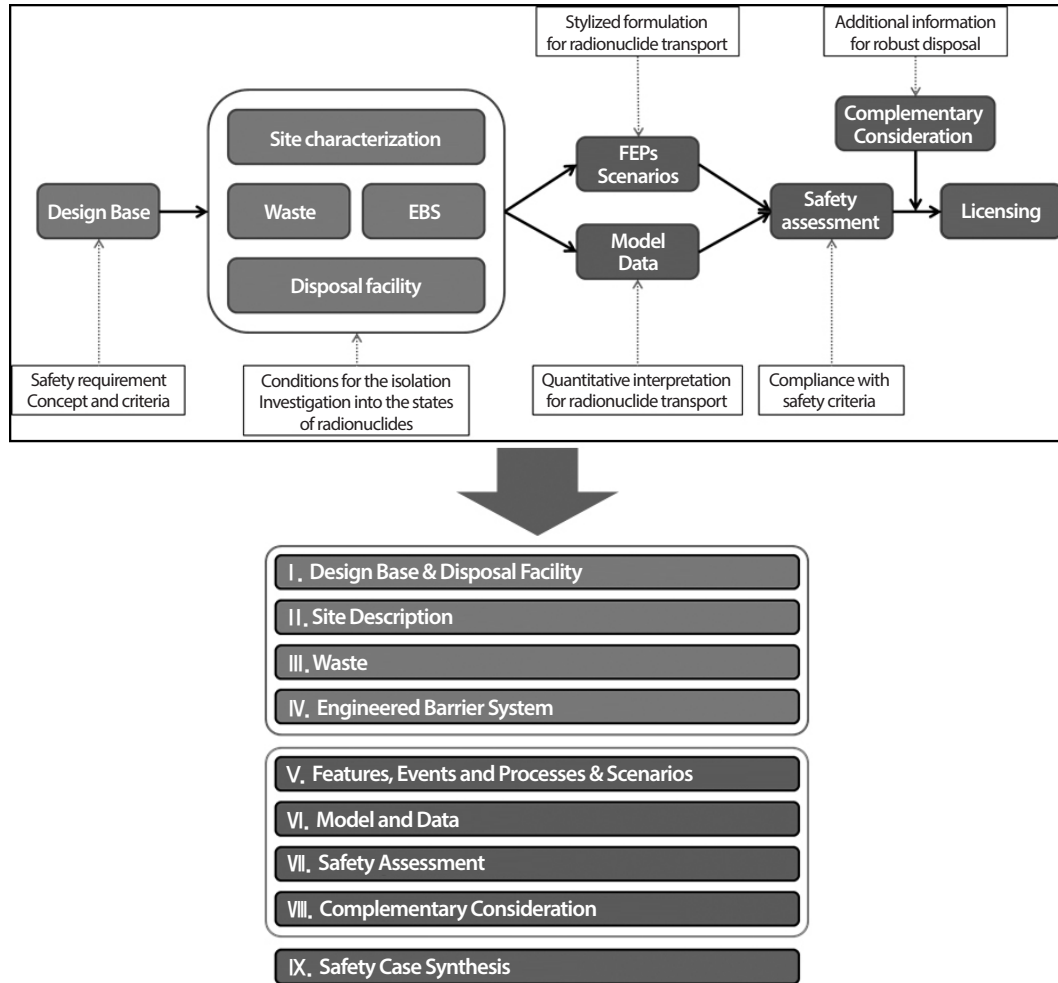 Stylized formulation
for radionuclide transport
Additional information
for robust disposal
Design Base
Site characterization
Waste
EBS
Disposal facility
FEPs
Scenarios
Model
Data
Complementary
Consideration
Safety
assessment
Licensing
Safety requirement
Concept and criteria
Conditions for the isolation
Investigation into the states
of radionuclides
Quantitative interpretation
for radionuclide transport
Compliance with
safety criteria
Ⅰ. Design Base & Disposal Facility
Ⅱ. Site Description
Ⅲ. Waste
Ⅳ. Engineered Barrier System
Ⅴ. Features, Events and Processes & Scenarios
Ⅵ. Model and Data
Ⅶ. Safety Assessment
Ⅷ. Complementary Consideration
Ⅸ. Safety Case Synthesis